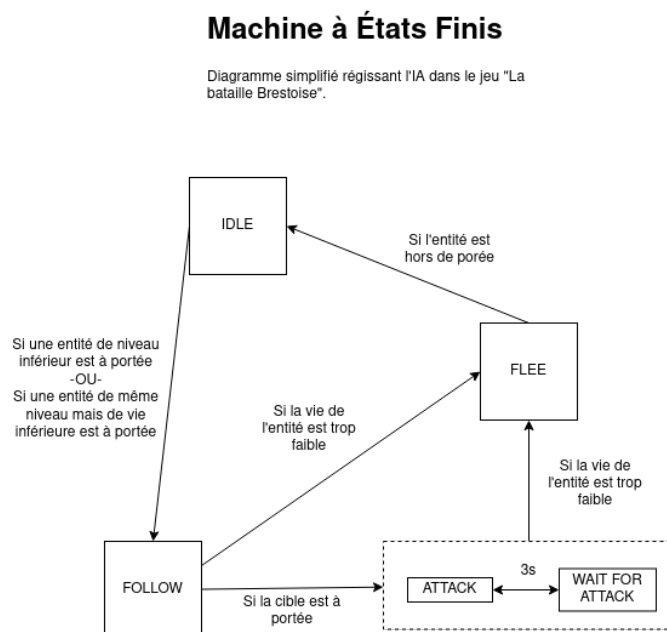 Machine à États Finis
Diagramme simplifié régissant l'IA dans le jeu "La
bataille Brestoise".
IDLE
Si l'entité est
hors de porée
Si une entité de niveau
inférieur est à portée
-OU-
Si une entité de même
niveau mais de vie
inférieure est à portée
FLEE
Si la vie de
l'entité est trop
faible
Si la vie de
l'entité est trop
faible
FOLLOW
Si la cible est à
portée
ATTACK
3s
WAIT FOR
ATTACK